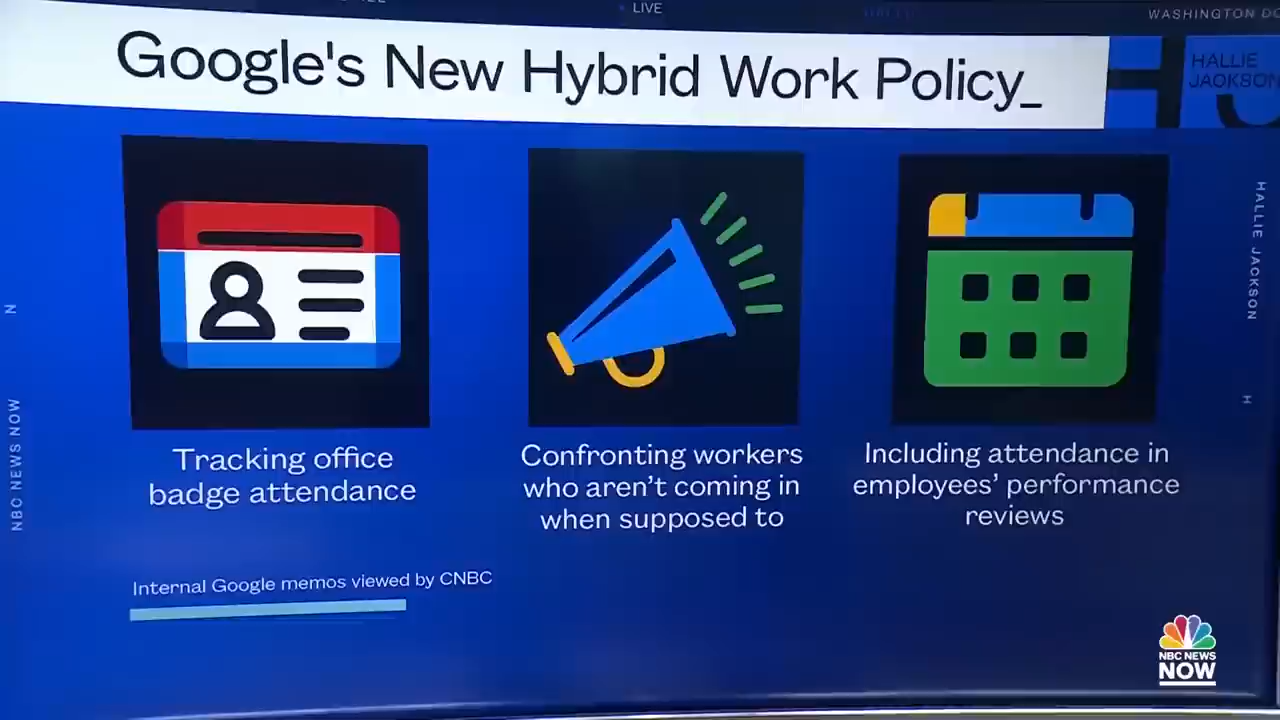 LIVE
WASHINGTON
Google's New Hybrid Work Policy_
HALLIE
JACKSON
Tracking office
badge attendance
Confronting workers
who aren't coming in
when supposed to
Including attendance in
employees' performance
reviews
Internal Google memos viewed by CNBC
N
NBC NEWS NOW
HALLIE JACKSON
H
NBC NEWS
NOW